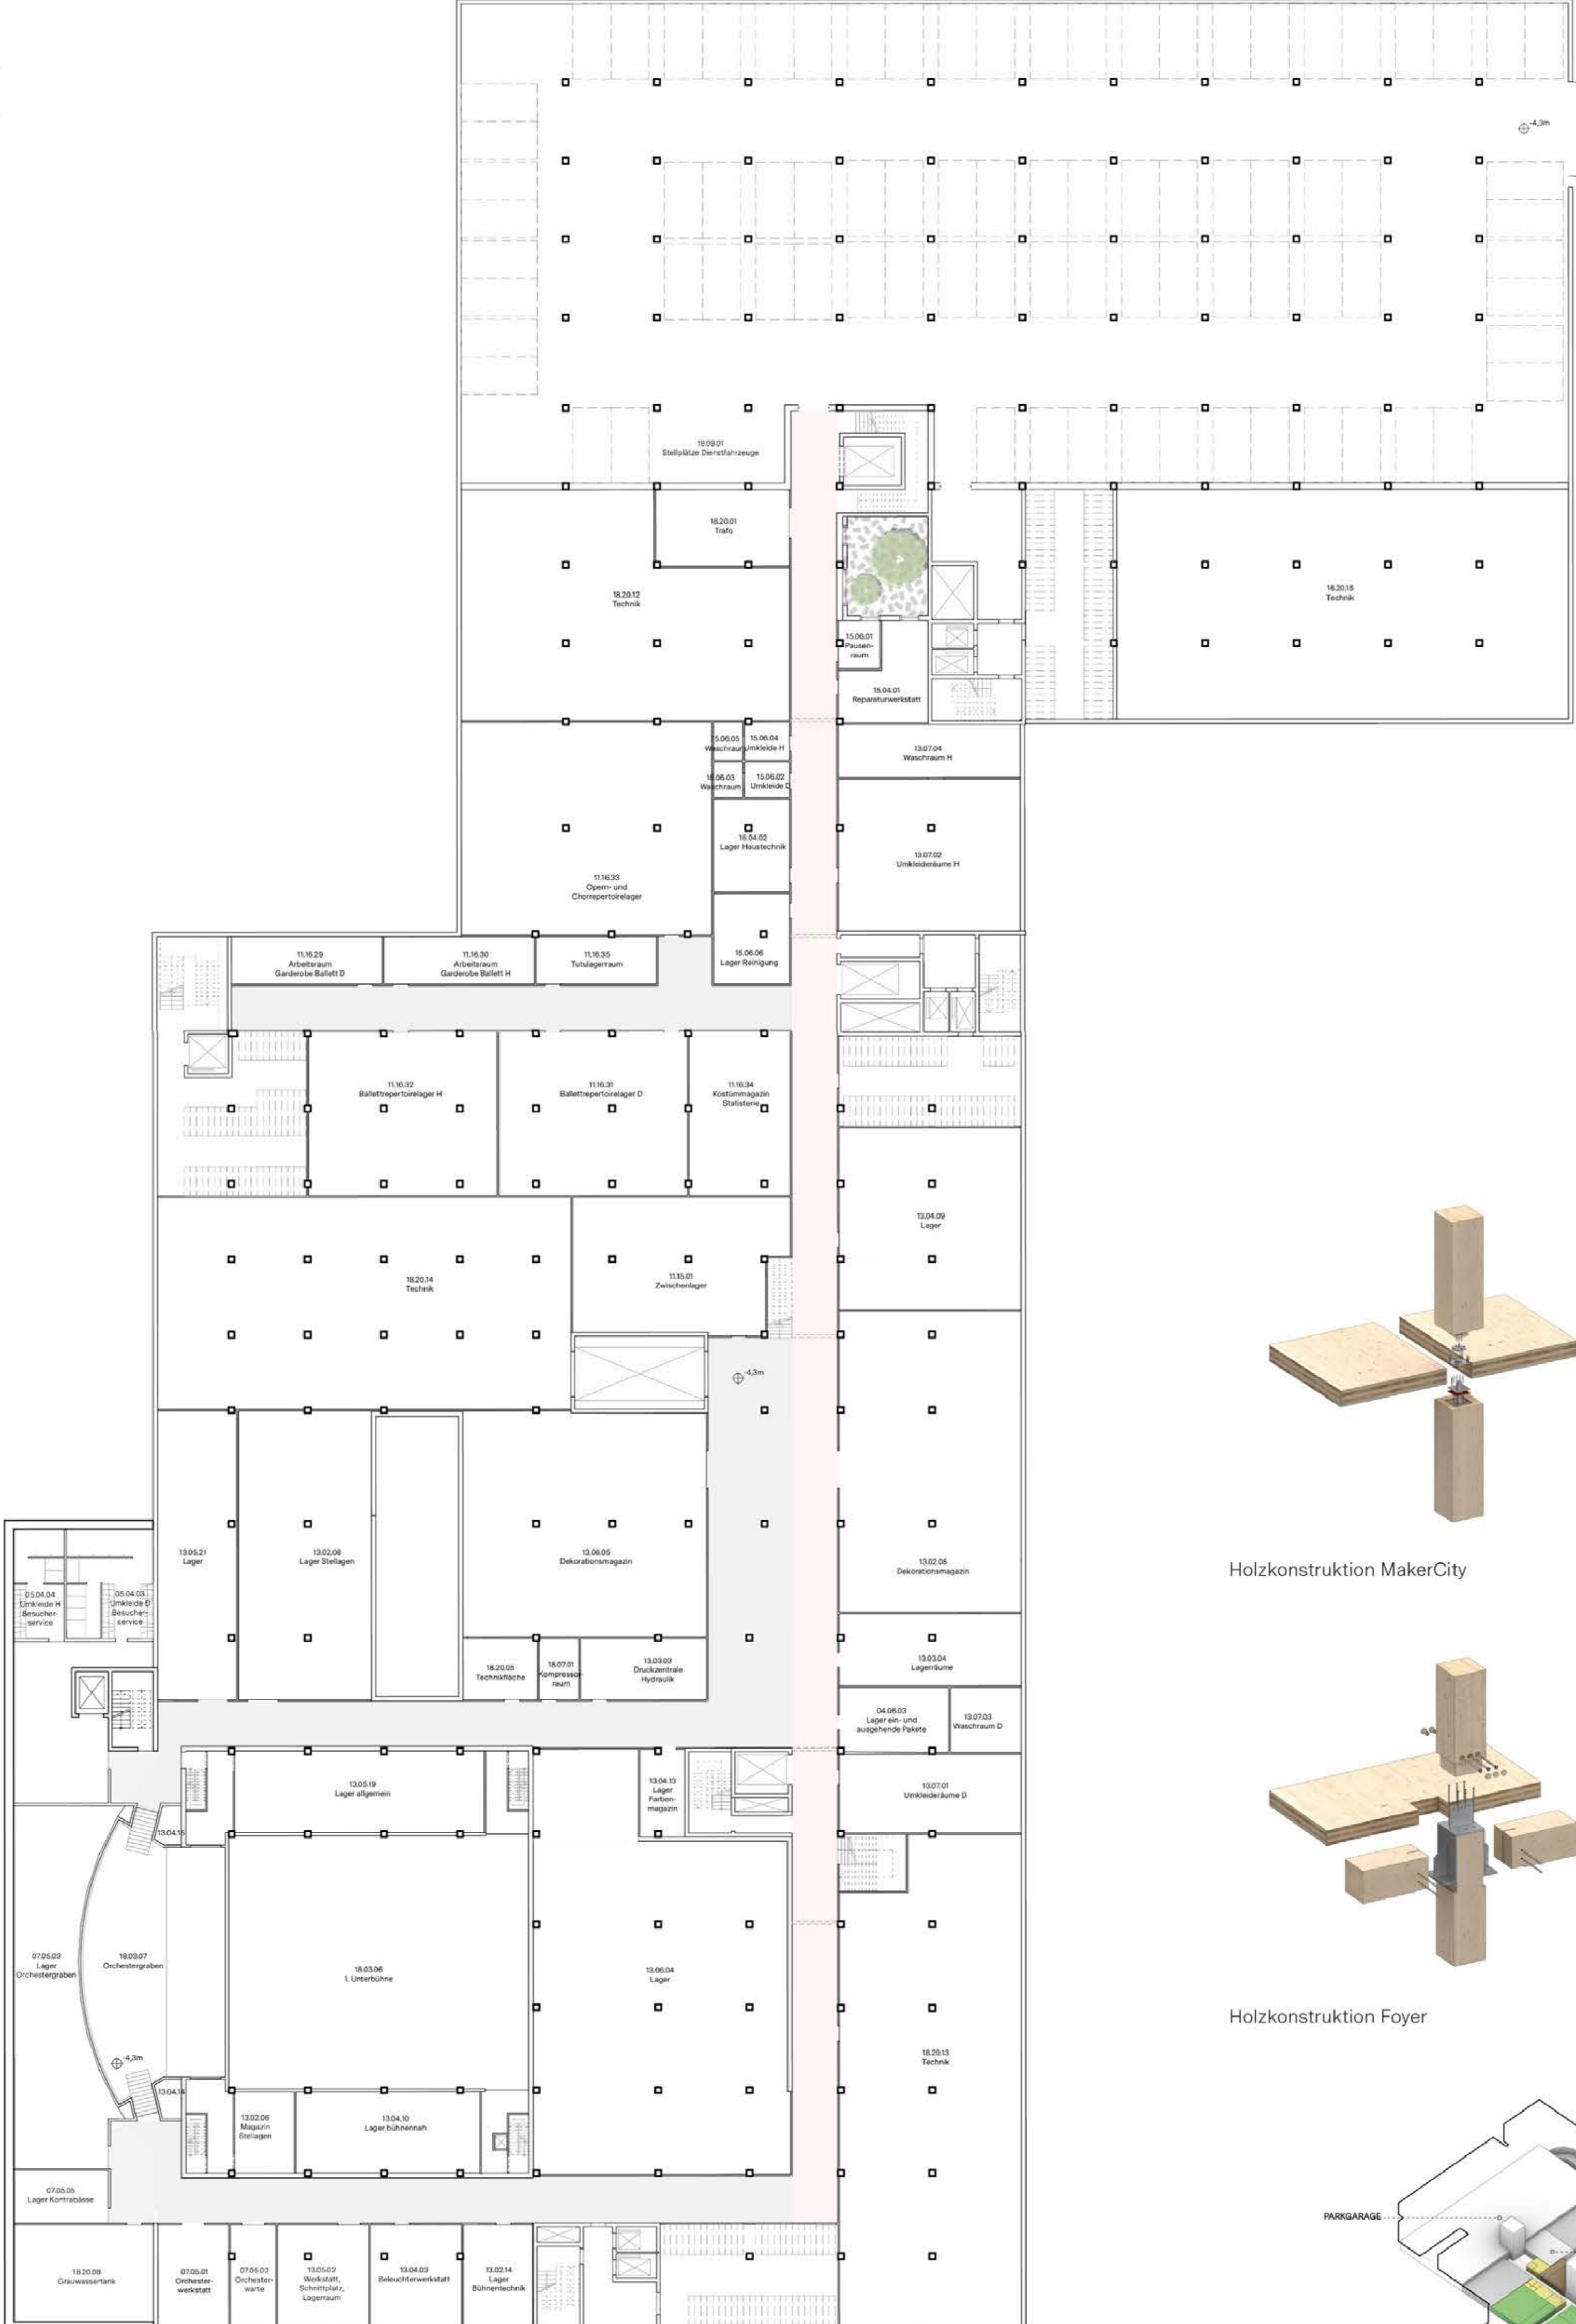 -4,3m
18.09.01
Stellplätze Dienstfahrzeuge
18.20.01
Trafo
18.20.12
Technik
18.20.15
Technik
15.06.01
Pausen-
raum
15.04.01
Reparaturwerkstatt
15.06.05
Waschraum
15.06.04
Umkleide H
15.06.03
Waschraum
15.06.02
Umkleide D
13.07.04
Waschraum H
15.04.02
Lager Haustechnik
13.07.02
Umkleideräume H
11.16.33
Opern- und
Chorrepertoirelager
11.16.29
Arbeitsraum
Garderobe Ballett D
11.16.30
Arbeitsraum
Garderobe Ballett H
11.16.35
Tutulagerraum
15.06.06
Lager Reinigung
11.16.32
Ballettrepertoirelager H
11.16.31
Ballettrepertoirelager D
11.16.34
Kostümmagazin
Statisterie
13.04.09
Lager
18.20.14
Technik
11.15.01
Zwischenlager
-4,3m
13.05.21
Lager
13.02.08
Lager Stellagen
13.06.05
Dekorationsmagazin
13.02.05
Dekorationsmagazin
Holzkonstruktion MakerCity
05.04.04
Umkleide H
Besucher-
service
05.04.03
Umkleide D
Besucher-
service
18.20.05
Technikfläche
18.07.01
Kompressor-
raum
13.03.03
Druckzentrale
Hydraulik
13.03.04
Lagerräume
04.06.03
Lager ein- und
ausgehende Pakete
13.07.03
Waschraum D
13.05.19
Lager allgemein
13.04.13
Lager
Farben-
magazin
13.07.01
Umkleideräume D
13.04.15
07.05.03
Lager
Orchestergraben
18.03.07
Orchestergraben
18.03.06
1. Unterbühne
13.06.04
Lager
Holzkonstruktion Foyer
18.20.13
Technik
-4,3m
13.04.14
13.02.06
Magazin
Stellagen
13.04.10
Lager bühnennah
07.05.05
Lager Kontrabässe
PARKGARAGE
18.20.08
Grauwassertank
07.05.01
Orchester-
werkstatt
07.05.02
Orchester-
warte
13.05.02
Werkstatt,
Schnittplatz,
Lagerraum
13.04.03
Beleuchterwerkstatt
13.02.14
Lager
Bühnentechnik